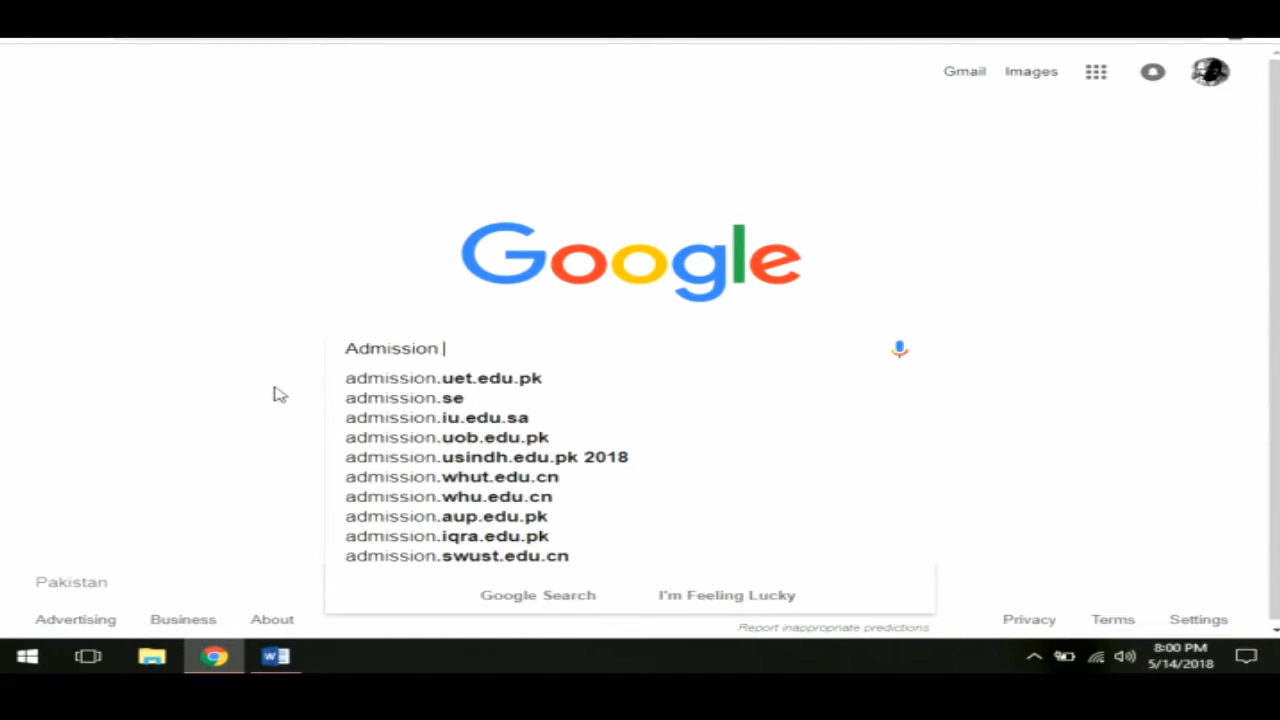 Gmail Images
Google
Admission
admission.uet.edu.pk
admission.se
admission.iu.edu.sa
admission.uob.edu.pk
admission.usindh.edu.pk 2018
admission.whut.edu.cn
admission.whu.edu.cn
admission.aup.edu.pk
admission.iqra.edu.pk
admission.swust.edu.cn
Google Search I'm Feeling Lucky
Report inappropriate predictions
Pakistan
Advertising Business About Privacy Terms Settings
8:00 PM
5/14/2018